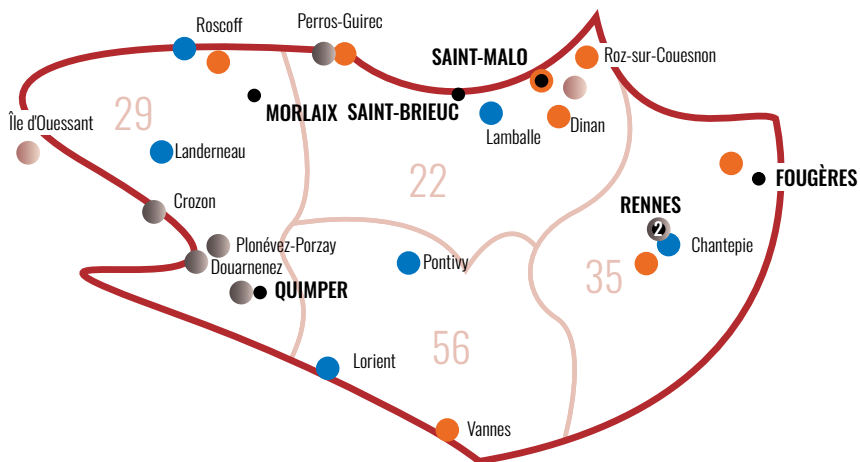 Roscoff
Perros-Guirec
SAINT-MALO
Roz-sur-Couesnon
29
MORLAIX
SAINT-BRIEUC
Île d'Ouessant
Lamballe
Dinan
Landerneau
22
FOUGÈRES
Crozon
RENNES
2
Plonévez-Porzay
Chantepie
Douarnenez
Pontivy
35
QUIMPER
56
Lorient
Vannes